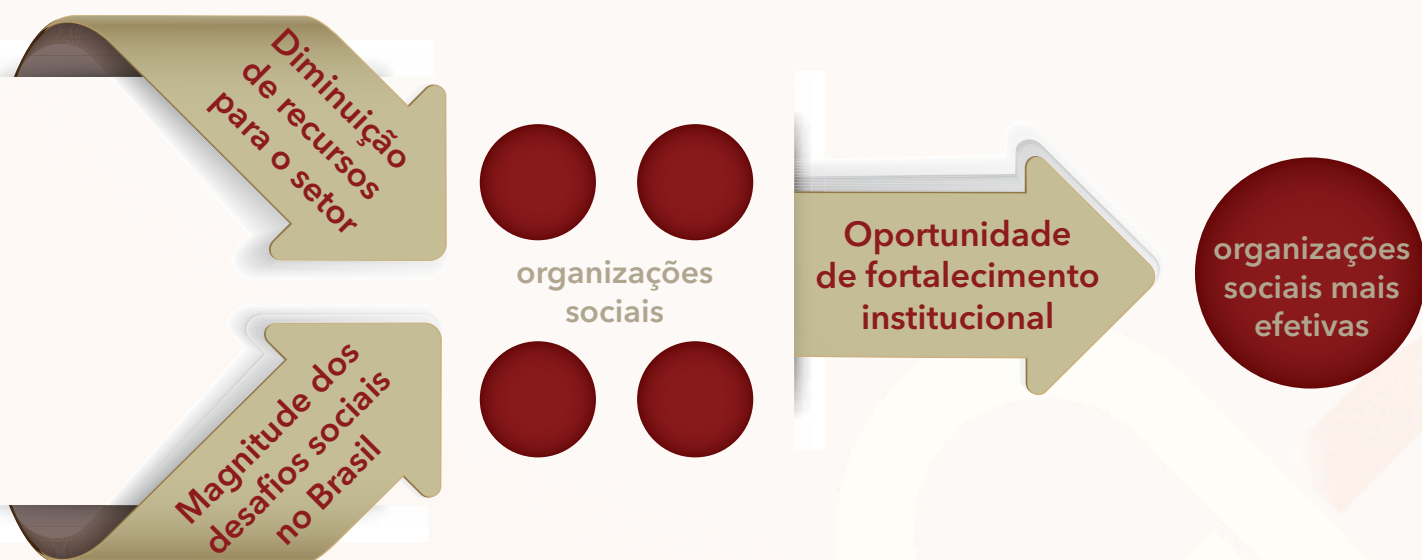 Diminuição
de recursos
para o setor
Magnitude dos
desafios sociais
no Brasil
organizações
sociais
Oportunidade
de fortalecimento
institucional
organizações
sociais mais
efetivas